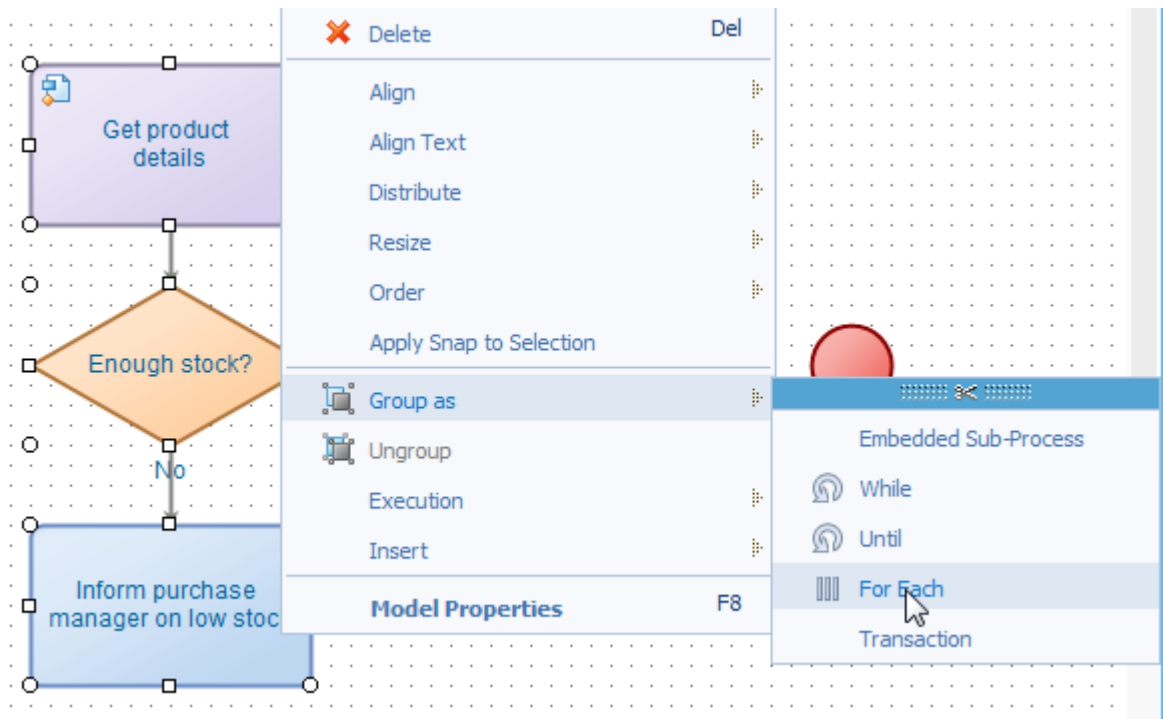 Delete Del
Get product
details
Align
Align Text
Distribute
Resize
Order
Apply Snap to Selection
Enough stock?
Group as
Ungroup
No
Execution
Insert
Inform purchase
manager on low stoc
Model Properties F8
Embedded Sub-Process
While
Until
For Each
Transaction